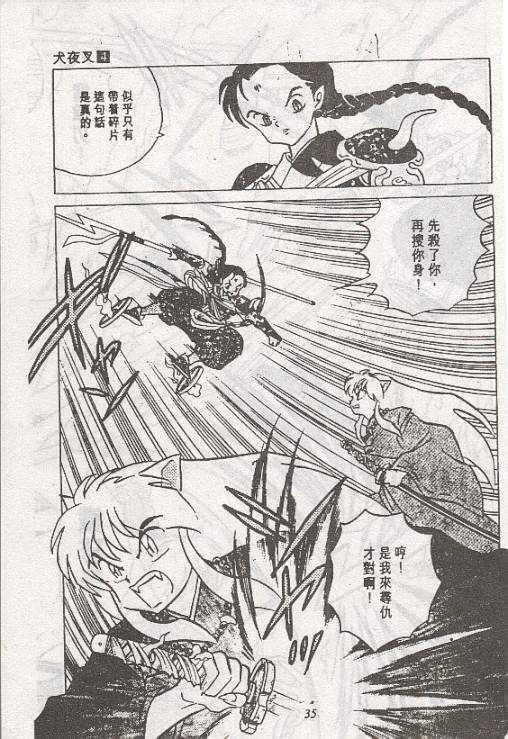 犬夜叉 4
似乎只有
帶着碎片
這句話
是真的。
先殺了你，
再搜你身！
哼！
是我來尋仇
才對啊！
35